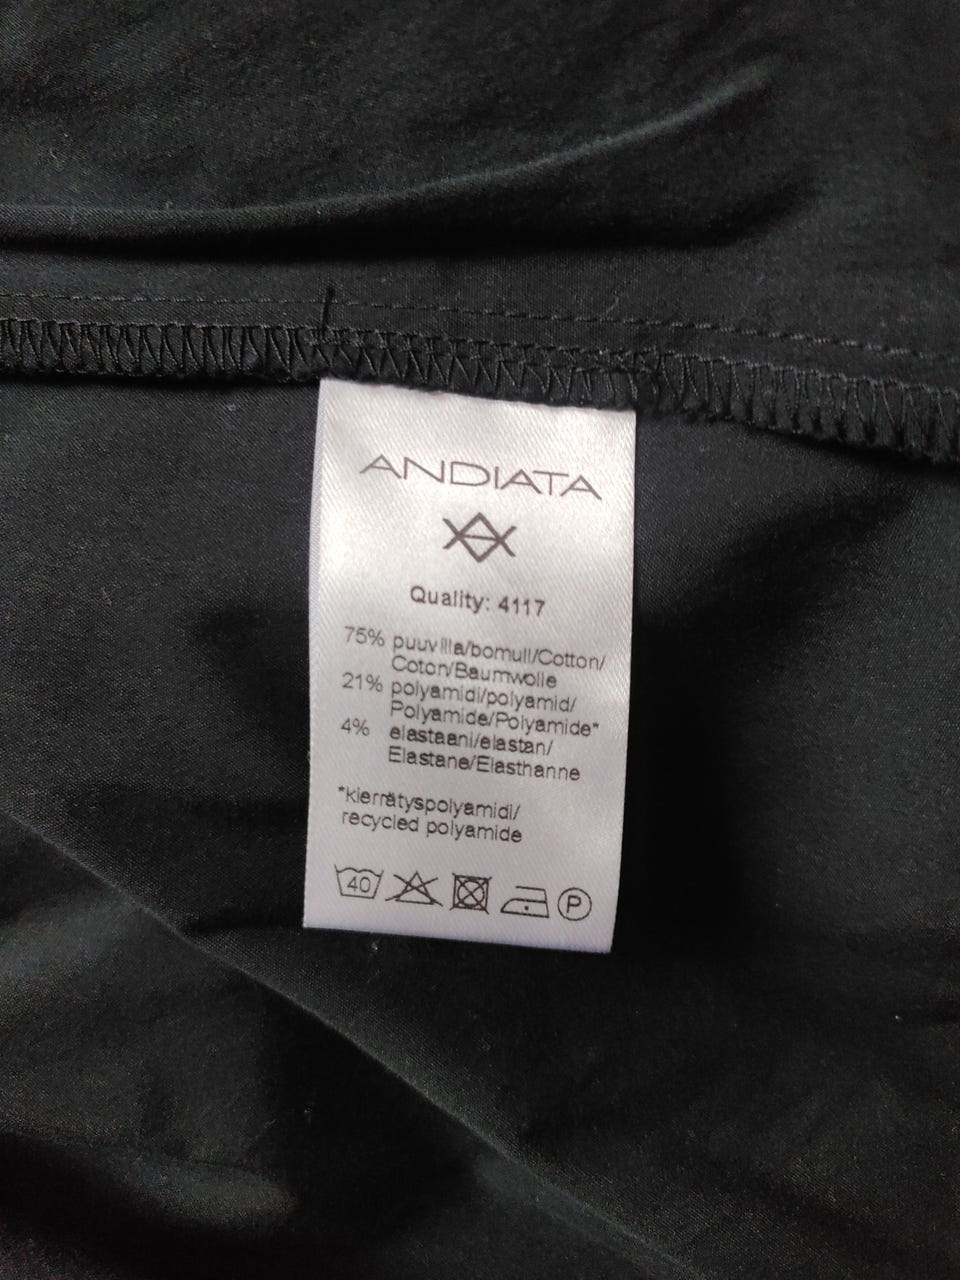 ANDIATA
Quality: 4117
75% puuvilla/bomull/Cotton/
Coton/Baumwolle
21% polyamidi/polyamid/
Polyamide/Polyamide*
4% elastaani/elastan/
Elastane/Elasthanne
*kierrätyspolyamidi/
recycled polyamide
40 P